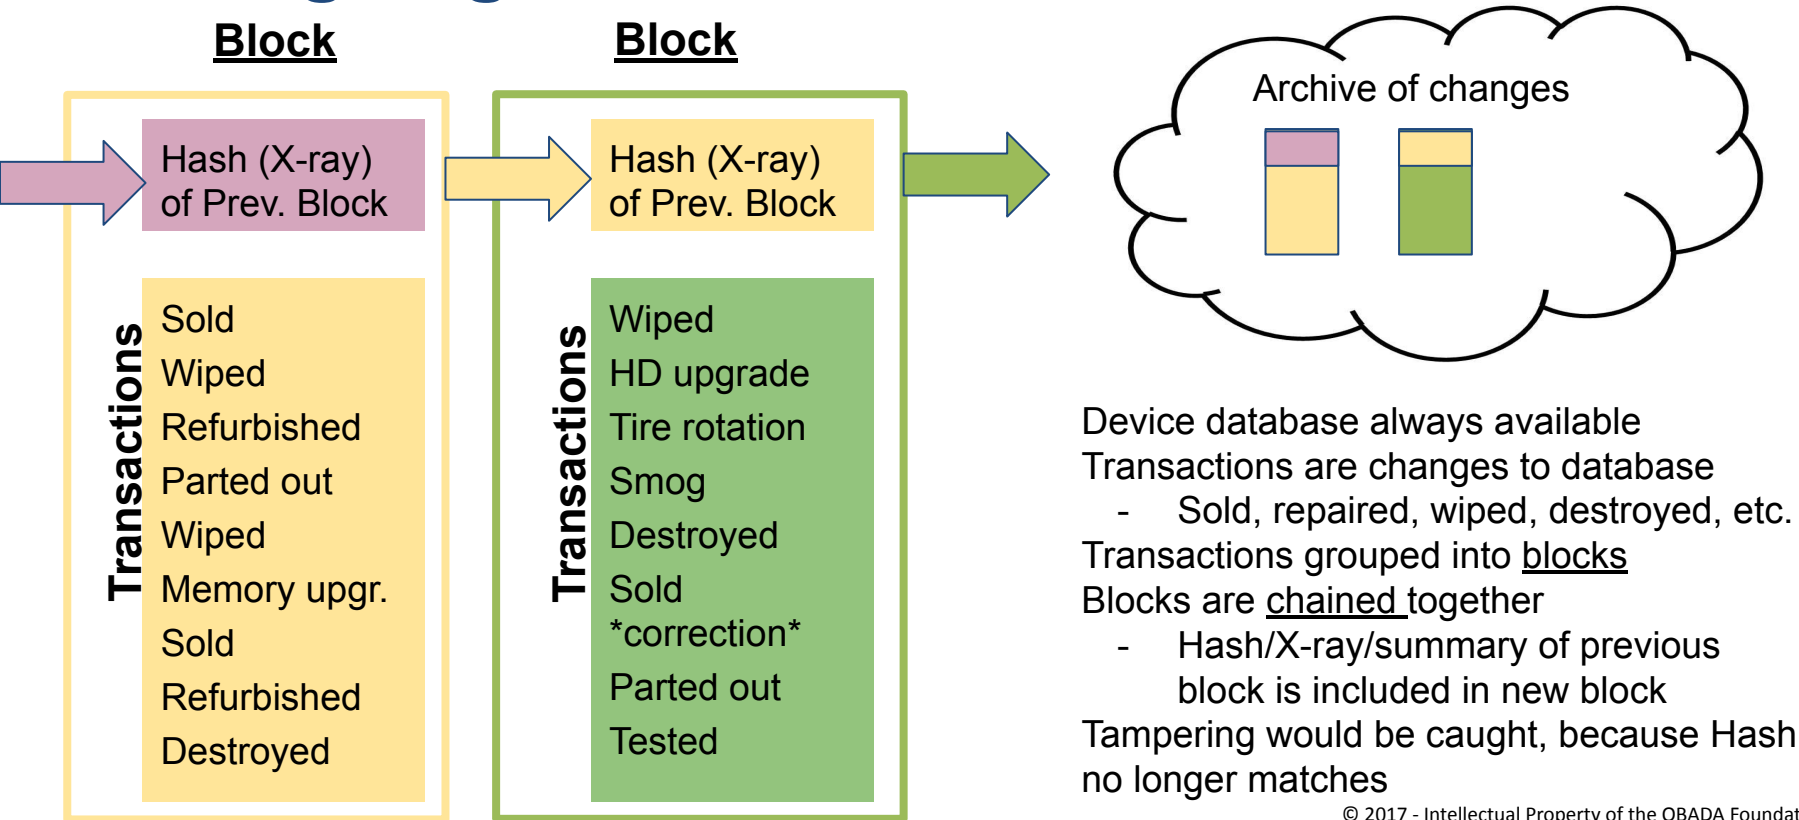 Block
Hash (X-ray)
of Prev. Block
Transactions
Sold
Wiped
Refurbished
Parted out
Wiped
Memory upgr.
Sold
Refurbished
Destroyed
Block
Hash (X-ray)
of Prev. Block
Transactions
Wiped
HD upgrade
Tire rotation
Smog
Destroyed
Sold
*correction*
Parted out
Tested
Archive of changes
Device database always available
Transactions are changes to database
- Sold, repaired, wiped, destroyed, etc.
Transactions grouped into blocks
Blocks are chained together
- Hash/X-ray/summary of previous
block is included in new block
Tampering would be caught, because Hash
no longer matches
© 2017 - Intellectual Property of the OBADA Foundat